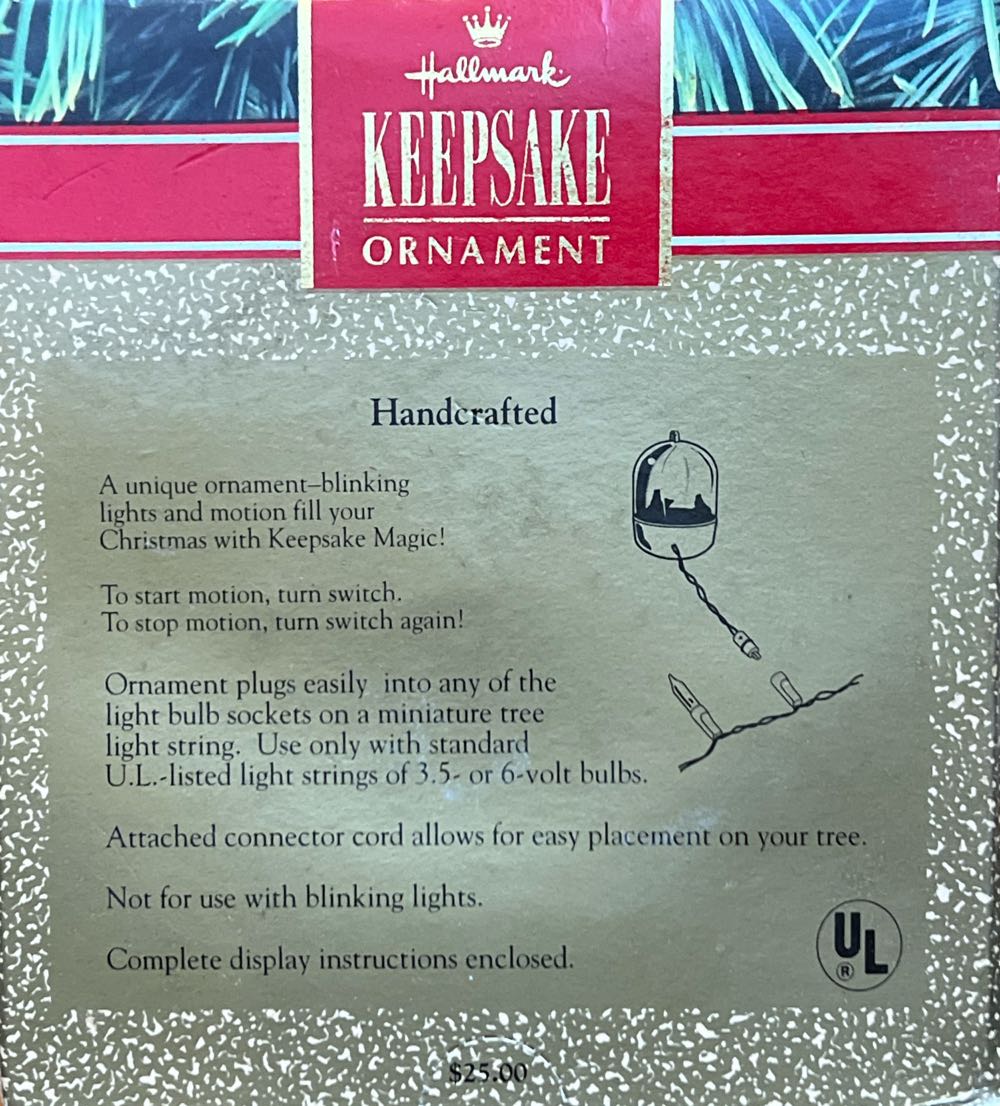 Hallmark
KEEPSAKE
ORNAMENT
Handcrafted
A unique ornament–blinking
lights and motion fill your
Christmas with Keepsake Magic!
To start motion, turn switch.
To stop motion, turn switch again!
Ornament plugs easily into any of the
light bulb sockets on a miniature tree
light string. Use only with standard
U.L.-listed light strings of 3.5- or 6-volt bulbs.
Attached connector cord allows for easy placement on your tree.
Not for use with blinking lights.
Complete display instructions enclosed.
UL
®
$25.00